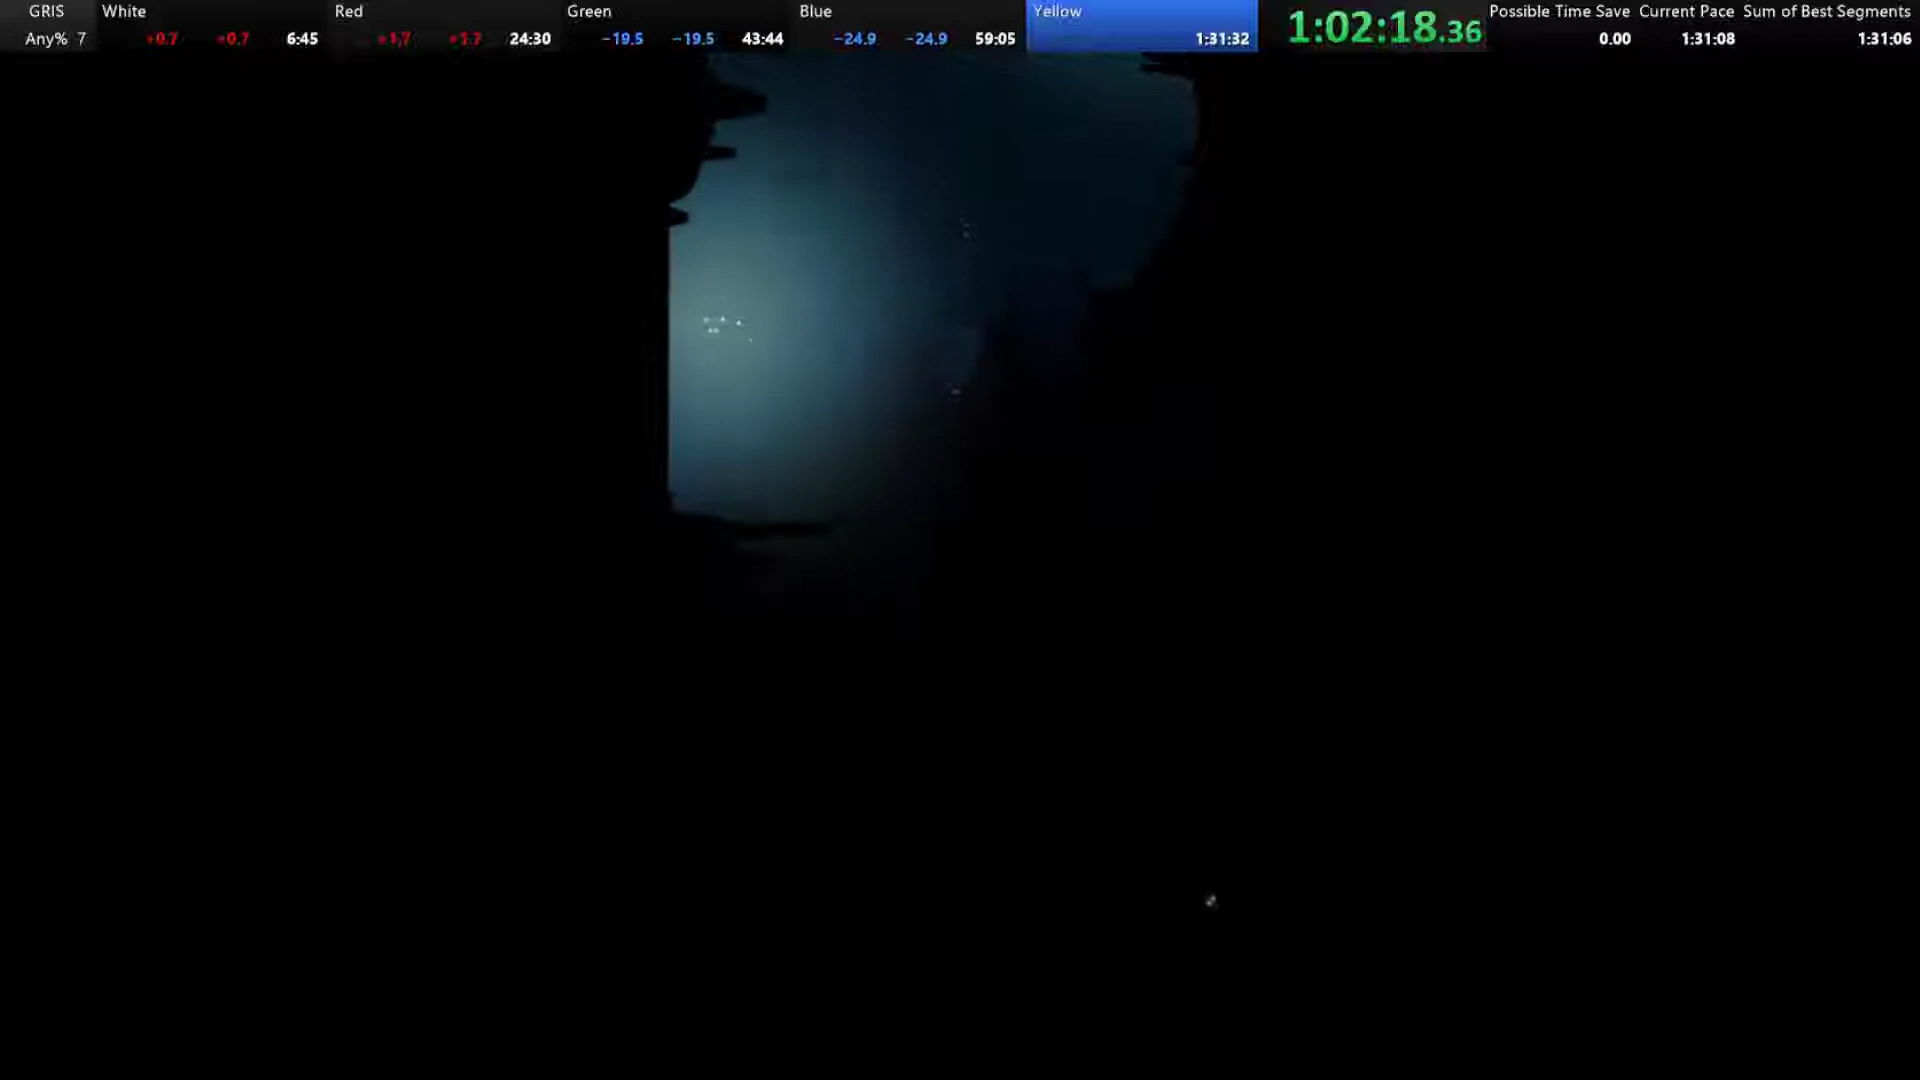 GRIS White Red Green Blue Yellow 1:02:18.36 Possible Time Save Current Pace Sum of Best Segments
Any% 7 +0.7 +0.7 6:45 +1.7 +1.7 24:30 −19.5 −19.5 43:44 −24.9 −24.9 59:05 1:31:32 0.00 1:31:08 1:31:06